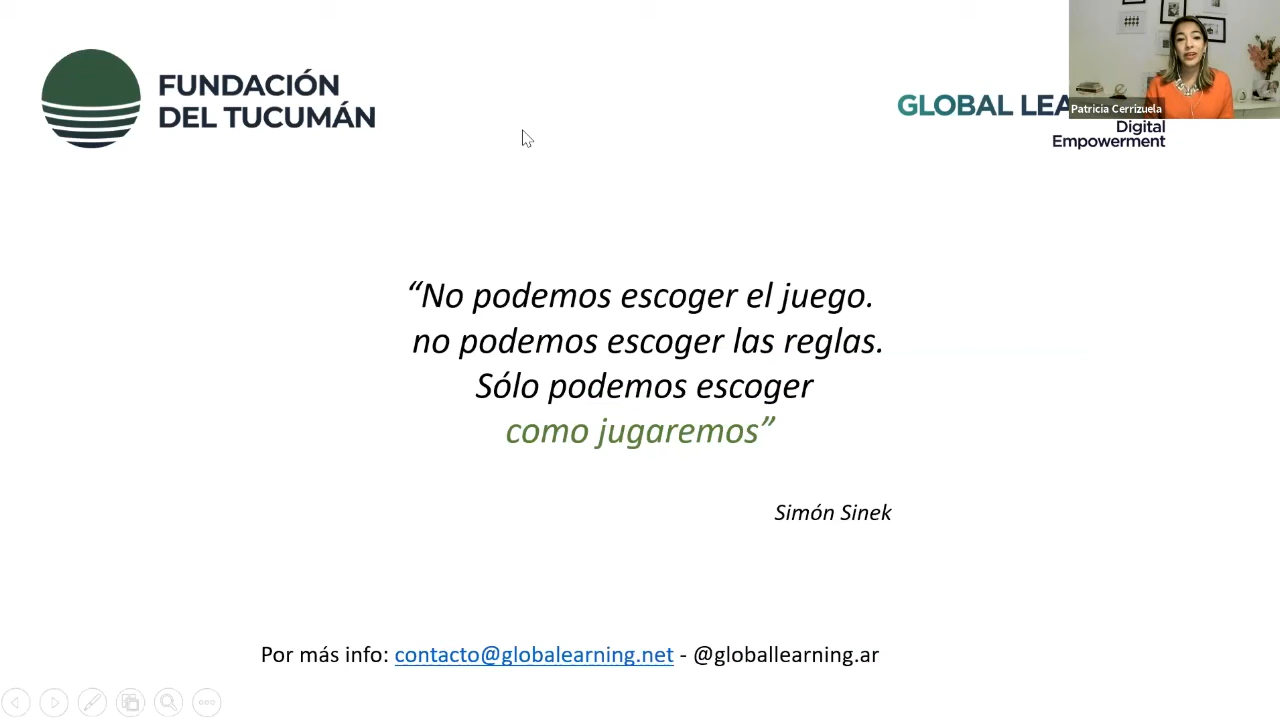 FUNDACIÓN
DEL TUCUMÁN
GLOBAL
Patricia Cerrizuela
Digital
Empowerment
“No podemos escoger el juego.
no podemos escoger las reglas.
Sólo podemos escoger
como jugaremos”
Simón Sinek
Por más info: contacto@globalearning.net - @globallearning.ar